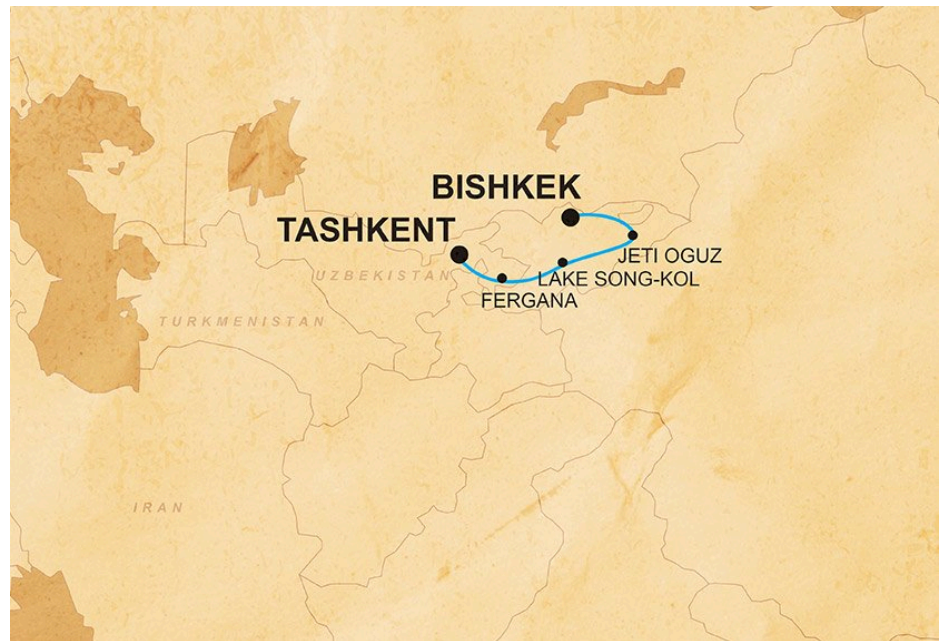 BISHKEK
TASHKENT
JETI OGUZ
UZBEKISTAN
LAKE SONG-KOL
FERGANA
TURKMENISTAN
IRAN